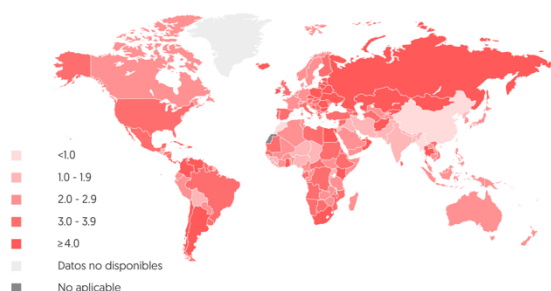 <1.0
1.0 - 1.9
2.0 - 2.9
3.0 - 3.9
≥ 4.0
Datos no disponibles
No aplicable